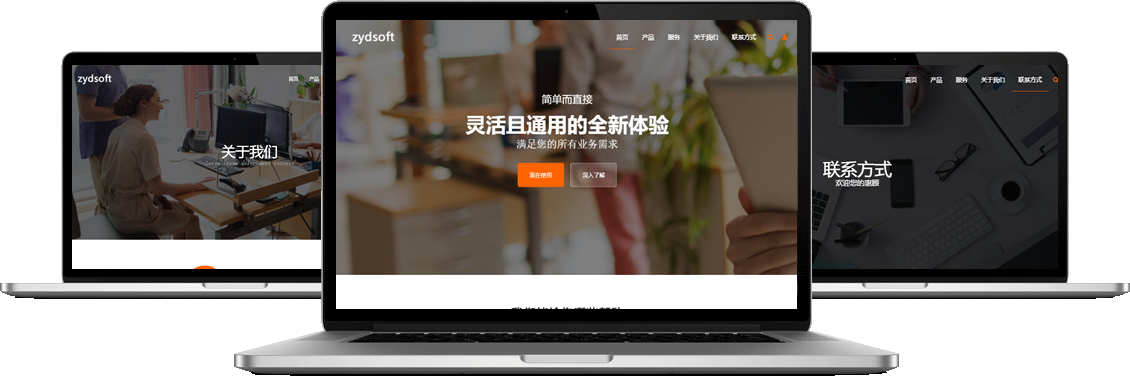 zydsoft
首页 产品
关于我们
zydsoft
首页 产品 服务 关于我们 联系方式
简单而直接
灵活且通用的全新体验
满足您的所有业务需求
现在使用 深入了解
首页 产品 服务 关于我们 联系方式
联系方式
欢迎您的惠顾